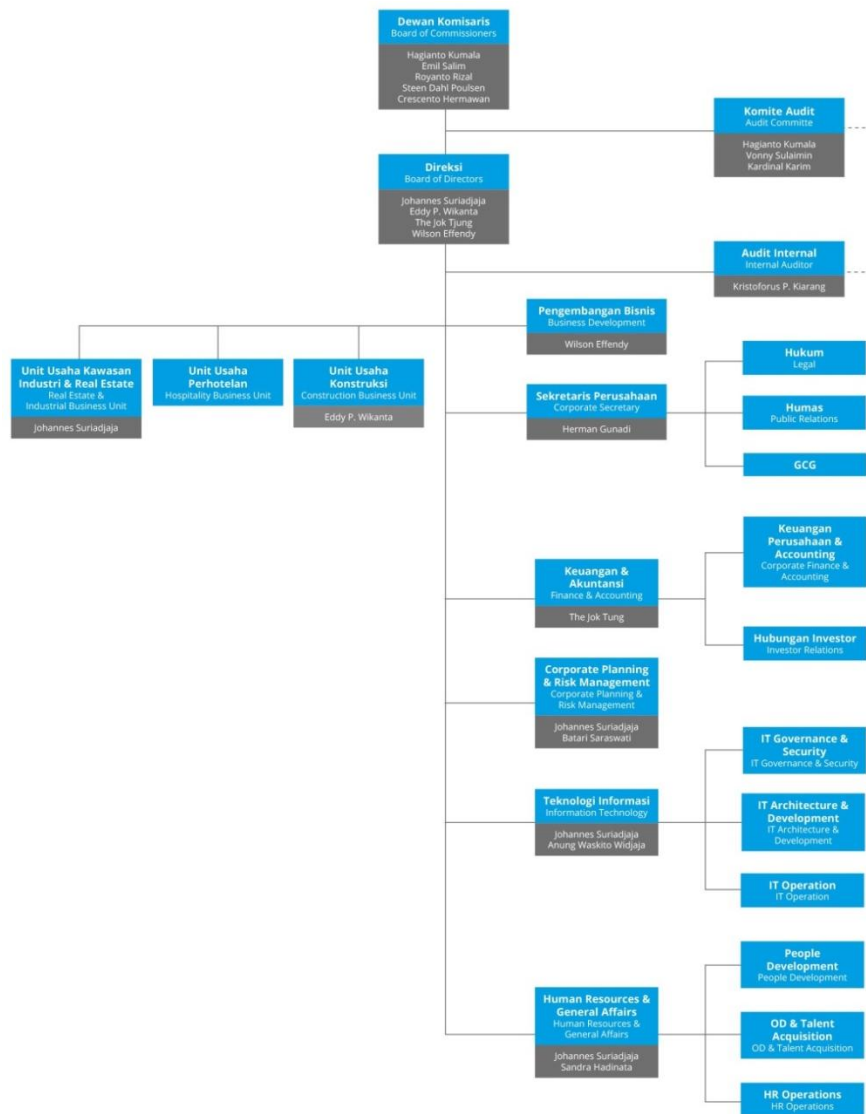 Dewan Komisaris
Board of Commissioners
Hagianto Kumala
Emil Salim
Royanto Rizal
Steen Dahl Poulsen
Crescento Hermawan
Komite Audit
Audit Committe
Hagianto Kumala
Vonny Sulaimin
Kardinal Karim
Direksi
Board of Directors
Johannes Suriadjaja
Eddy P. Wikanta
The Jok Tjung
Wilson Effendy
Audit Internal
Internal Auditor
Kristoforus P. Kiarang
Pengembangan Bisnis
Business Development
Wilson Effendy
Unit Usaha Kawasan
Industri & Real Estate
Real Estate &
Industrial Business Unit
Johannes Suriadjaja
Unit Usaha
Perhotelan
Hospitality Business Unit
Unit Usaha
Konstruksi
Construction Business Unit
Eddy P. Wikanta
Sekretaris Perusahaan
Corporate Secretary
Herman Gunadi
Hukum
Legal
Humas
Public Relations
GCG
Keuangan &
Akuntansi
Finance & Accounting
The Jok Tung
Keuangan
Perusahaan &
Accounting
Corporate Finance &
Accounting
Hubungan Investor
Investor Relations
Corporate Planning
& Risk Management
Corporate Planning &
Risk Management
Johannes Suriadjaja
Batari Saraswati
Teknologi Informasi
Information Technology
Johannes Suriadjaja
Anung Waskito Widjaja
IT Governance &
Security
IT Governance & Security
IT Architecture &
Development
IT Architecture &
Development
IT Operation
IT Operation
Human Resources &
General Affairs
Human Resources &
General Affairs
Johannes Suriadjaja
Sandra Hadinata
People
Development
People Development
OD & Talent
Acquisition
OD & Talent Acquisition
HR Operations
HR Operations